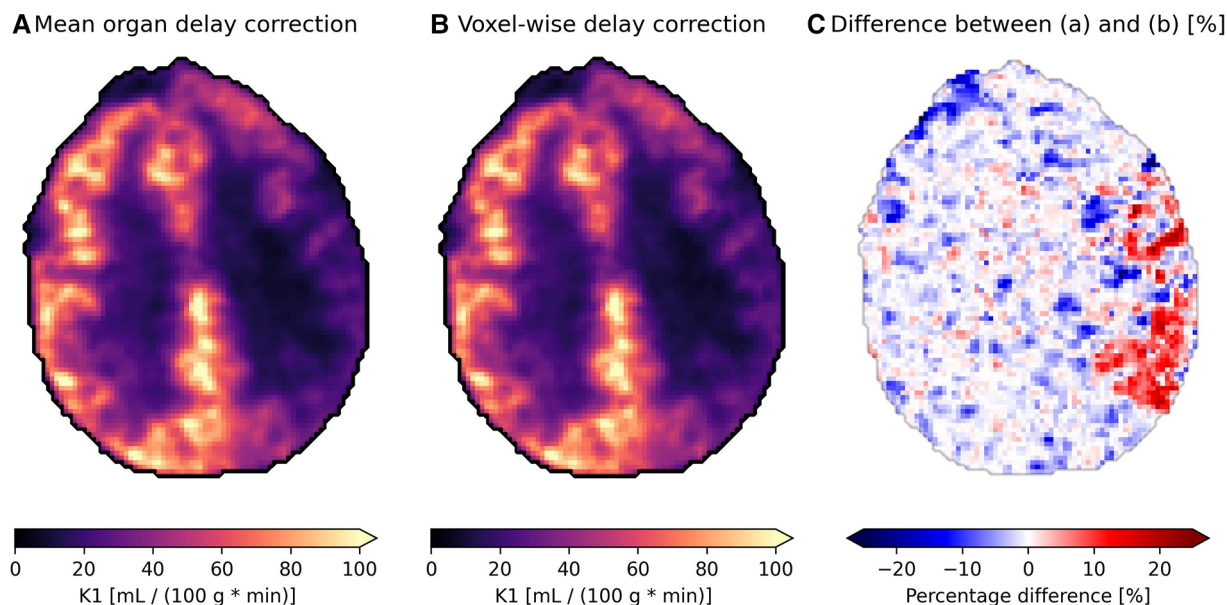 A Mean organ delay correction
B Voxel-wise delay correction
C Difference between (a) and (b) [%]
0 20 40 60 80 100
K1 [mL / (100 g * min)]
0 20 40 60 80 100
K1 [mL / (100 g * min)]
−20 −10 0 10 20
Percentage difference [%]